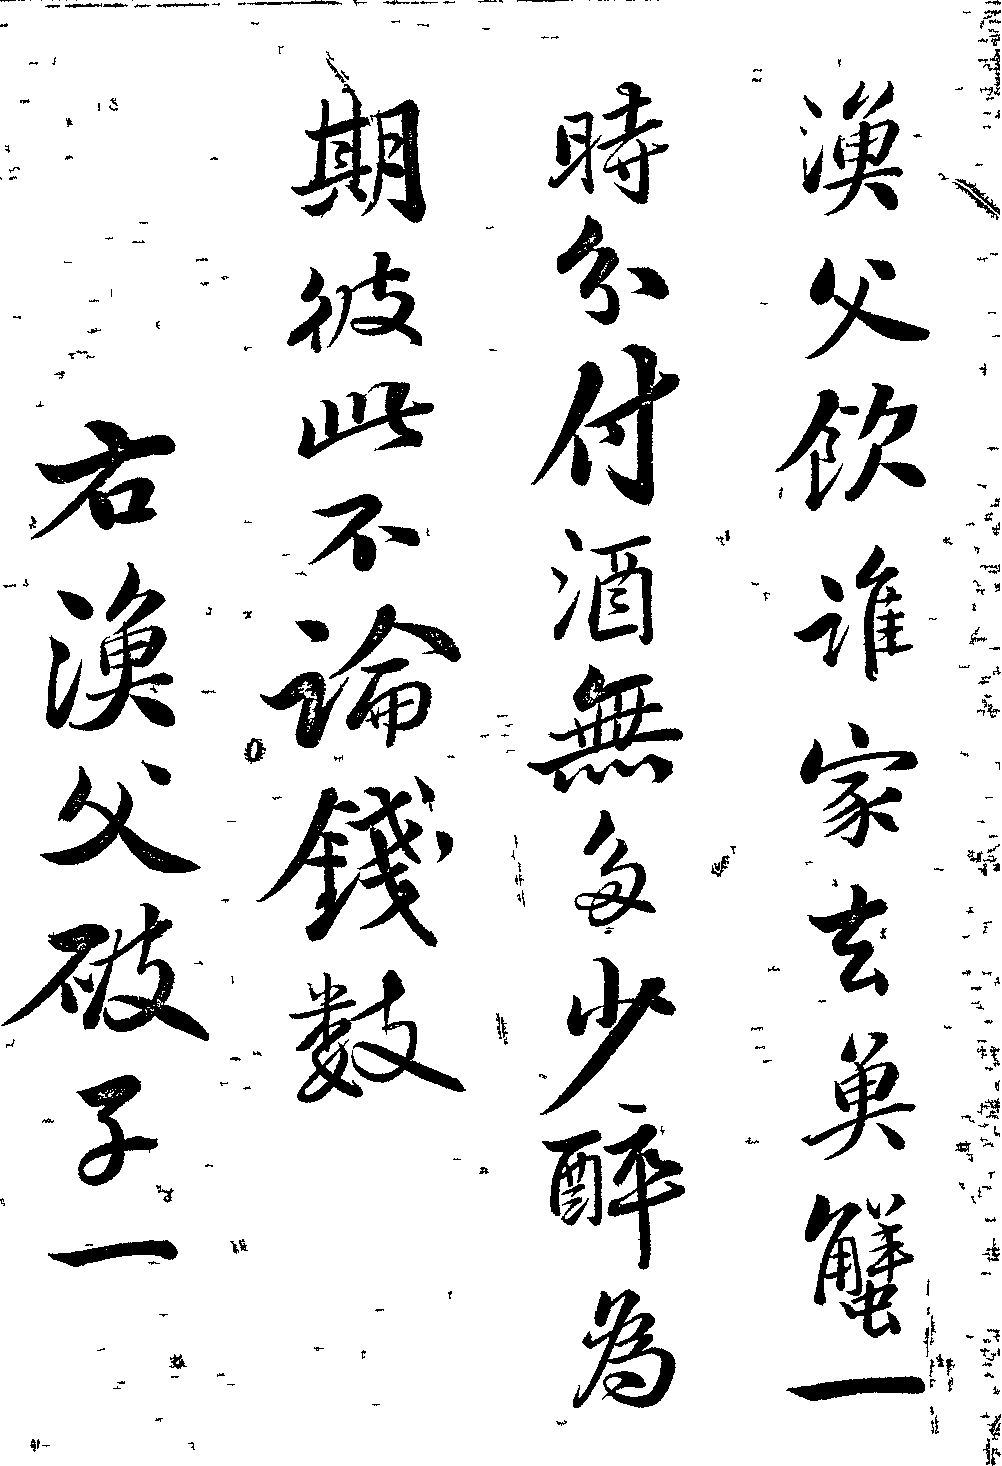 漁父飲誰家去魚蟹一
時分付酒無多少醉為
期彼此不論錢数
右漁父破子一